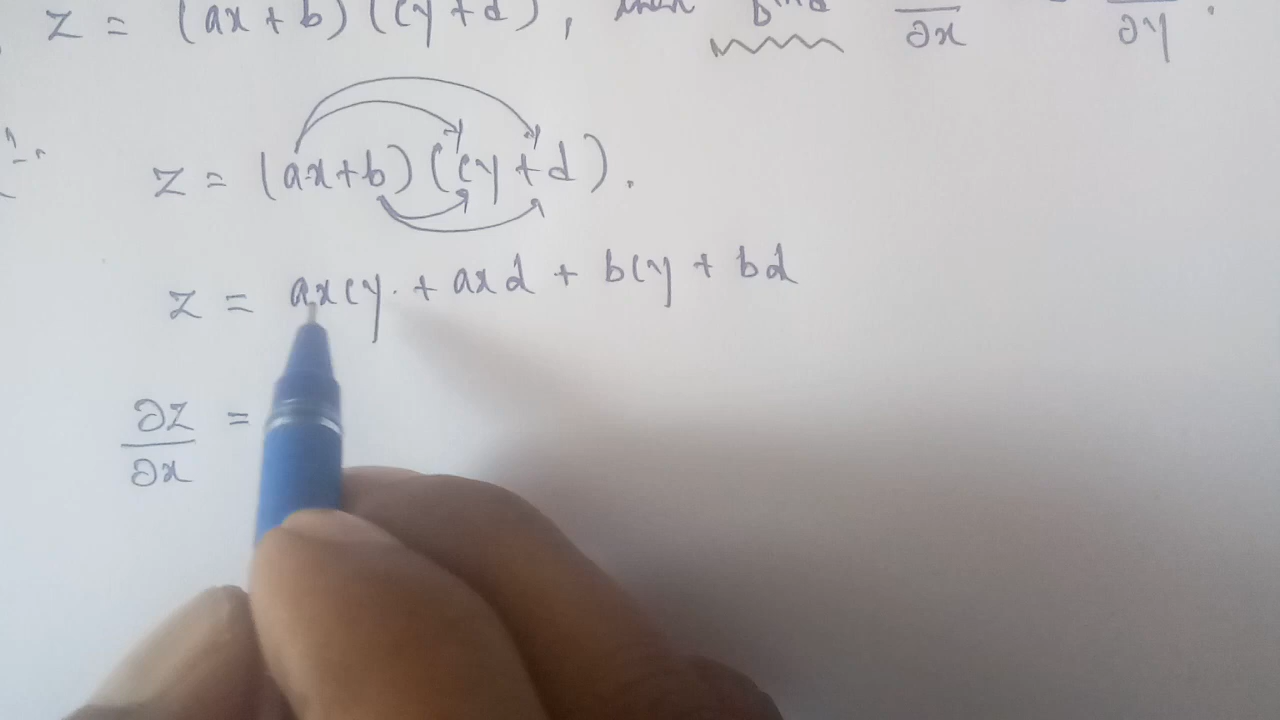 z = (ax + b) (cy + d), then find ∂x ∂y.
z = (ax + b) (cy + d).
z = axcy + axd + bcy + bd
∂z/∂x =